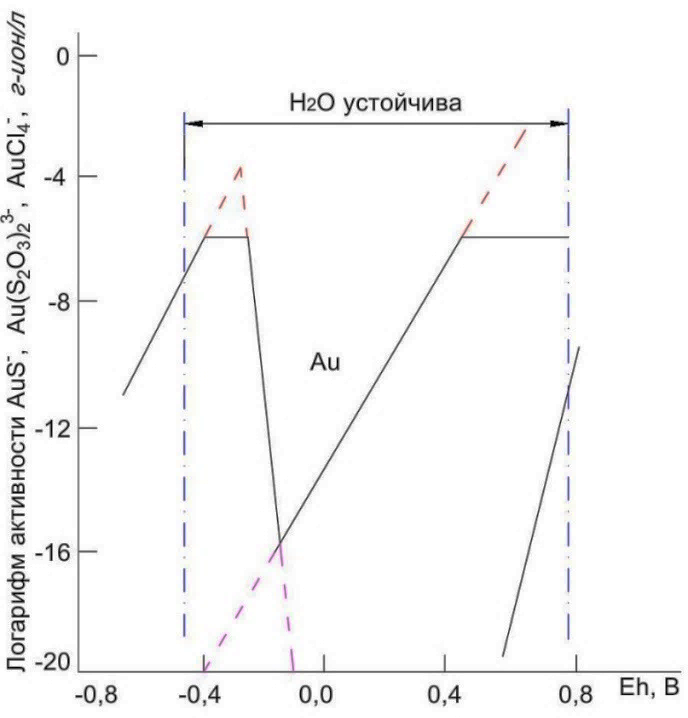 Логарифм активности AuS⁻, Au(S₂O₃)₂³⁻, AuCl₄⁻, г-ион/л
0
H₂O устойчива
-4
-8
Au
-12
-16
-20
-0,8 -0,4 0,0 0,4 0,8 Eh, В